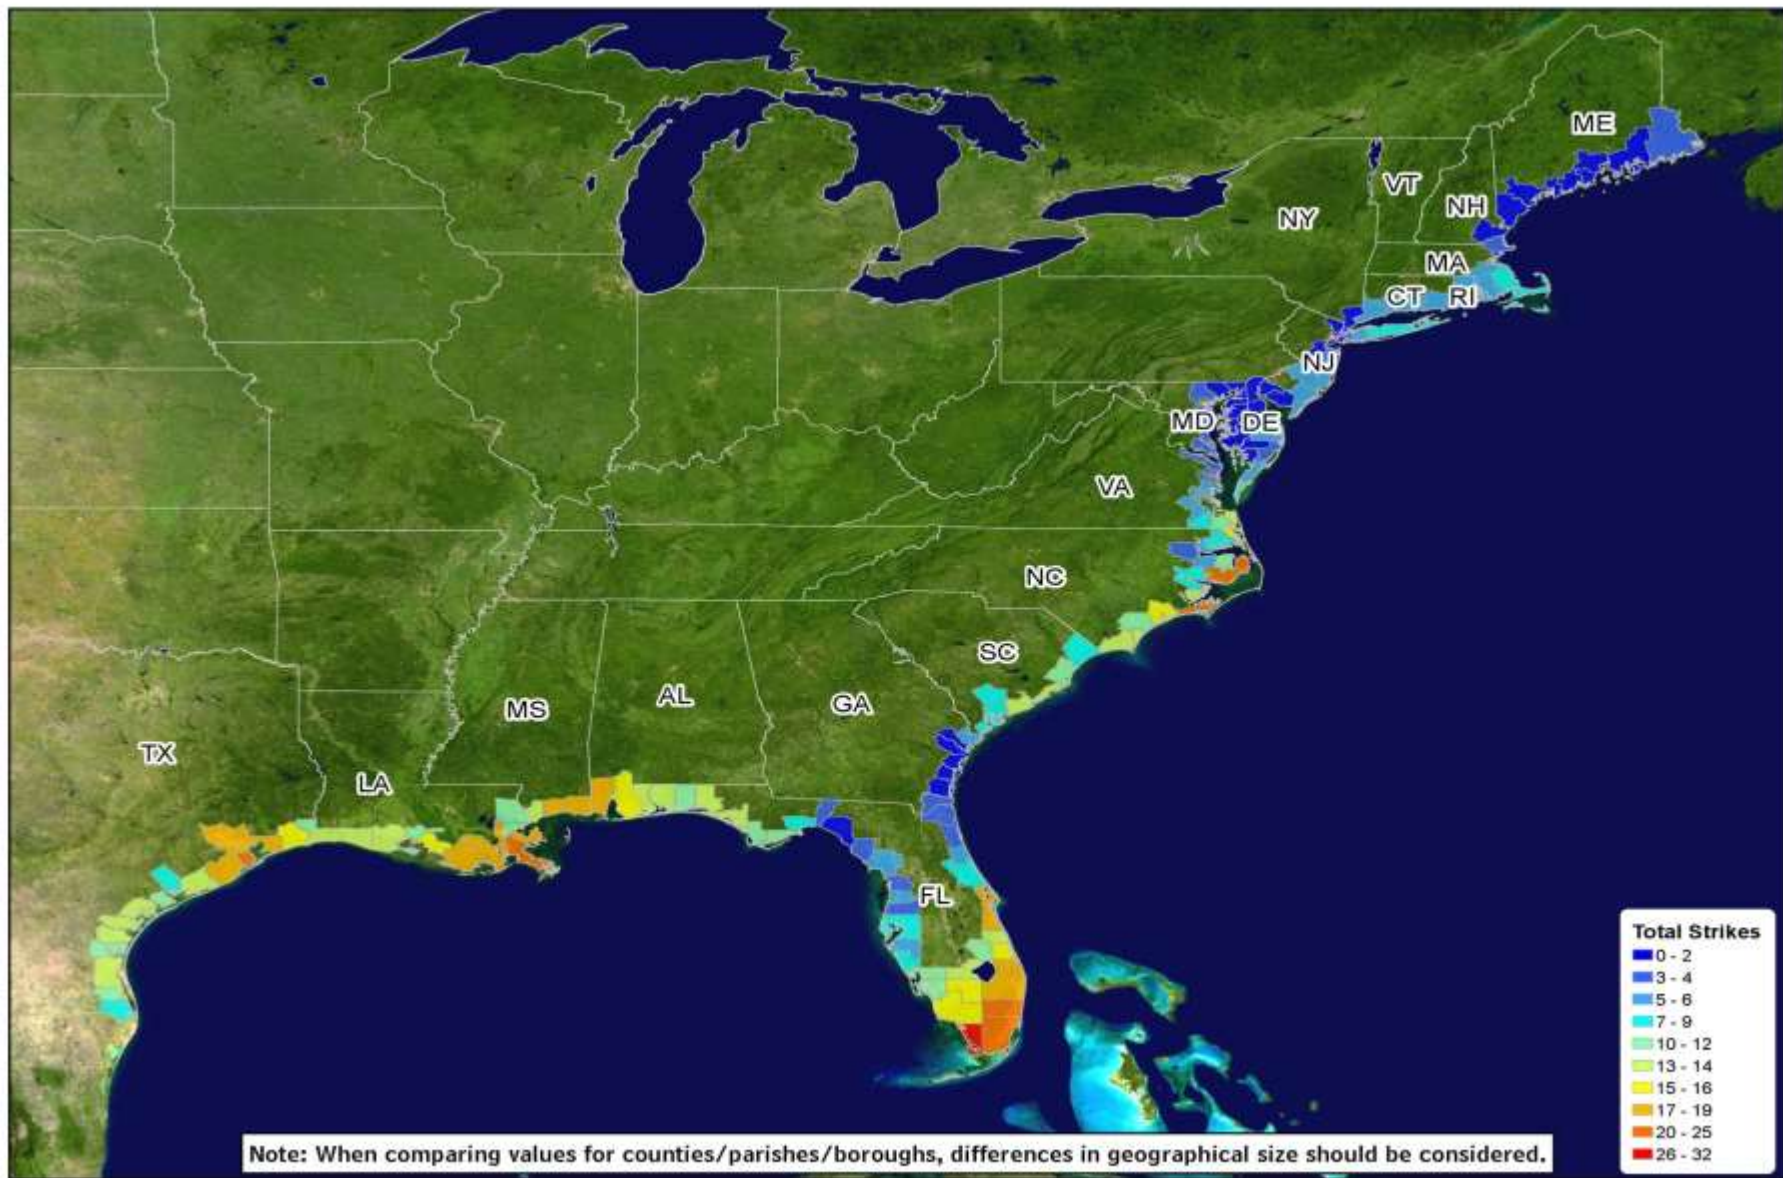 ME
VT
NH
NY
MA
CT
RI
NJ
MD
DE
VA
NC
SC
MS
AL
GA
TX
LA
FL
Total Strikes
0 - 2
3 - 4
5 - 6
7 - 9
10 - 12
13 - 14
15 - 16
17 - 19
20 - 25
26 - 32
Note: When comparing values for counties/parishes/boroughs, differences in geographical size should be considered.